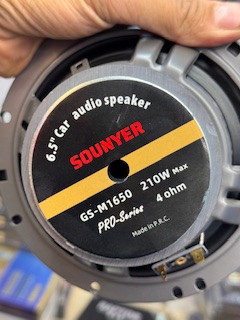 6.5" Car audio speaker
SOUNYER
GS-M1650 210W Max
PRO-Series 4 ohm
Made in P.R.C.